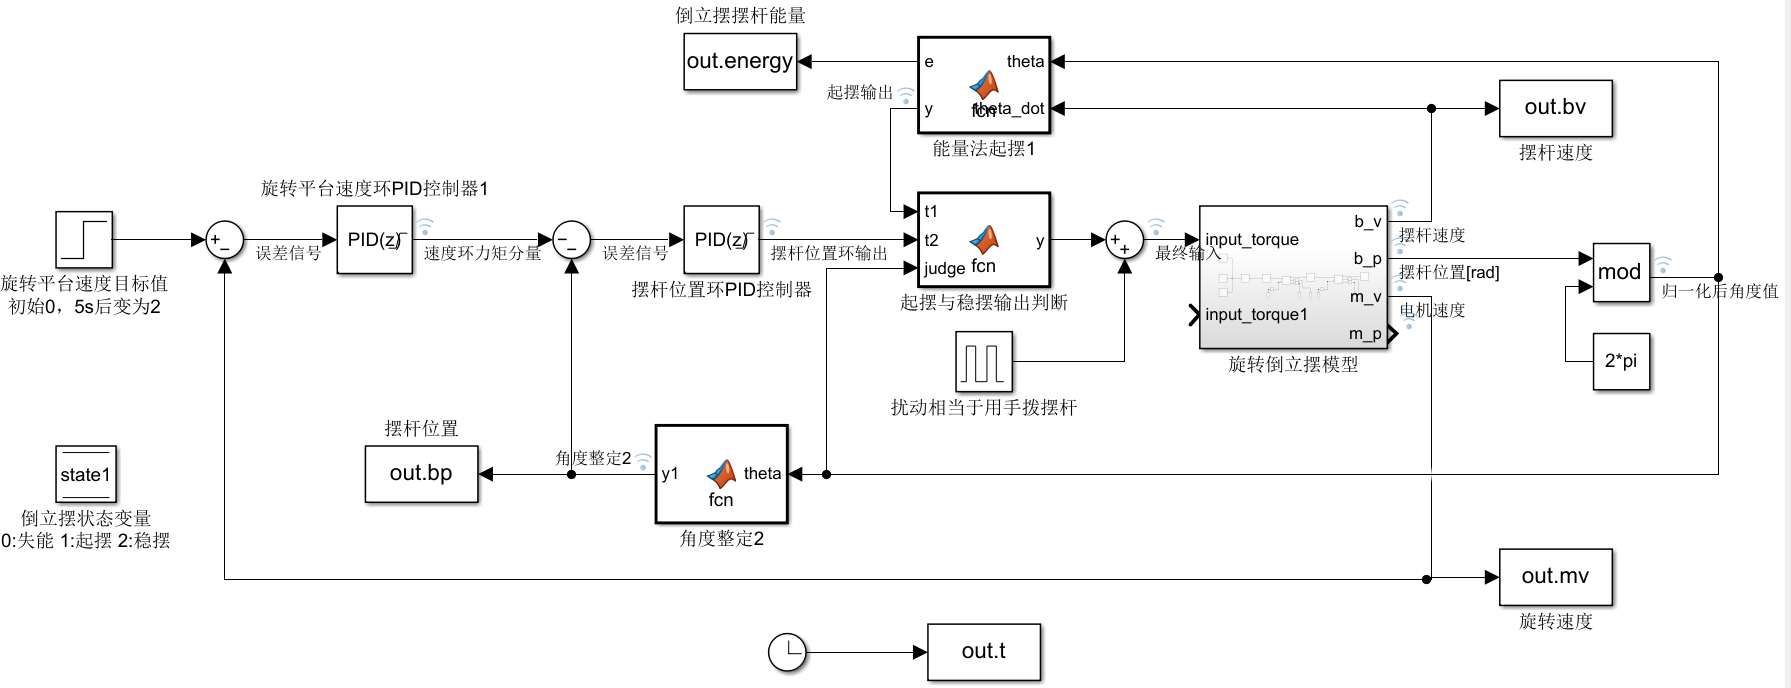 倒立摆摆杆能量
out.energy
e
theta
起摆输出
y
theta_dot
fcn
能量法起摆1
out.bv
摆杆速度
旋转平台速度环PID控制器1
旋转平台速度目标值
初始0，5s后变为2
误差信号
PID(z)
速度环力矩分量
误差信号
PID(z)
摆杆位置环输出
摆杆位置环PID控制器
t1
t2
judge
y
fcn
起摆与稳摆输出判断
最终输入
input_torque
input_torque1
b_v
b_p
m_v
m_p
摆杆速度
摆杆位置[rad]
电机速度
旋转倒立摆模型
mod
归一化后角度值
2*pi
扰动相当于用手拨摆杆
摆杆位置
out.bp
角度整定2
y1
theta
fcn
角度整定2
state1
倒立摆状态变量
0:失能 1:起摆 2:稳摆
out.mv
旋转速度
out.t